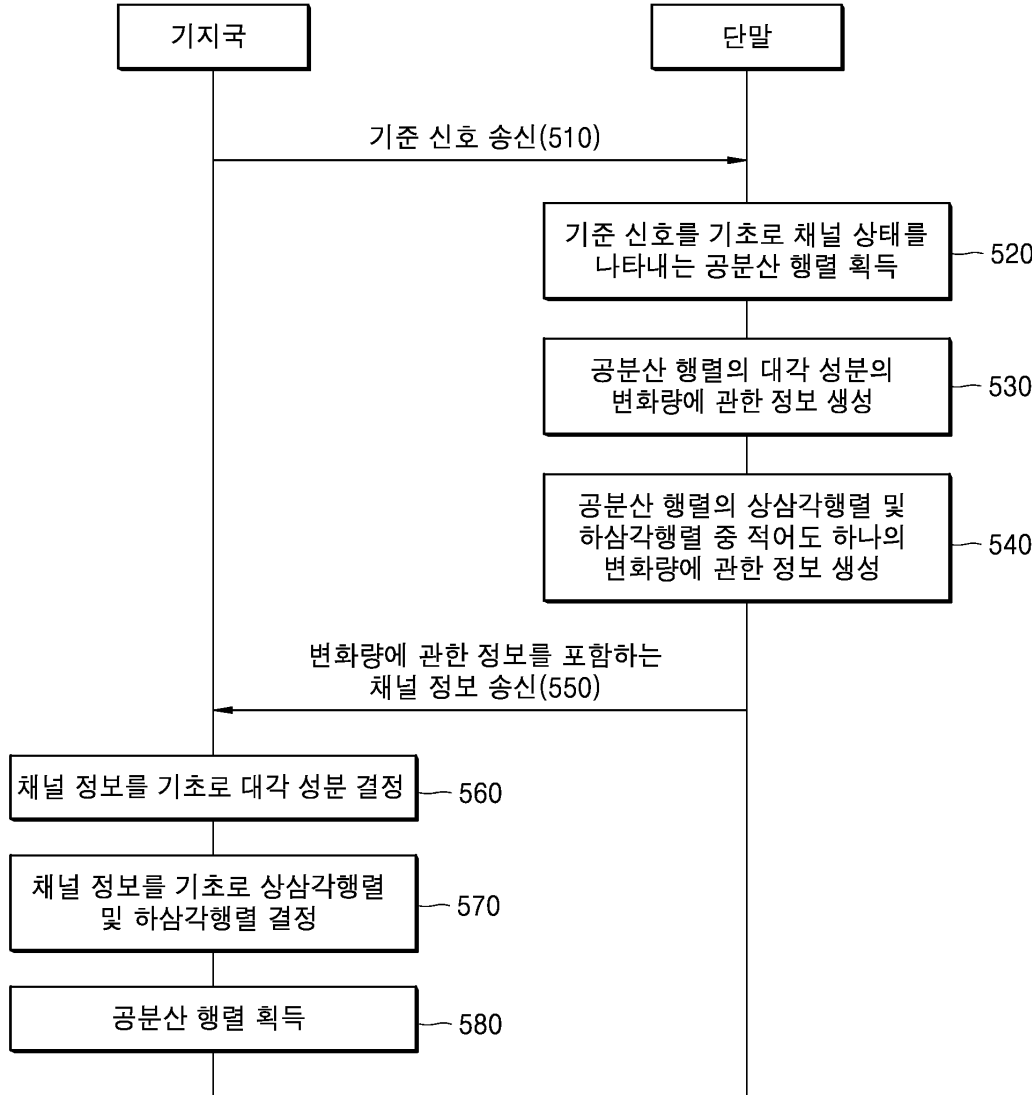 기지국
단말
기준 신호 송신(510)
기준 신호를 기초로 채널 상태를
나타내는 공분산 행렬 획득
520
공분산 행렬의 대각 성분의
변화량에 관한 정보 생성
530
공분산 행렬의 상삼각행렬 및
하삼각행렬 중 적어도 하나의
변화량에 관한 정보 생성
540
변화량에 관한 정보를 포함하는
채널 정보 송신(550)
채널 정보를 기초로 대각 성분 결정
560
채널 정보를 기초로 상삼각행렬
및 하삼각행렬 결정
570
공분산 행렬 획득
580